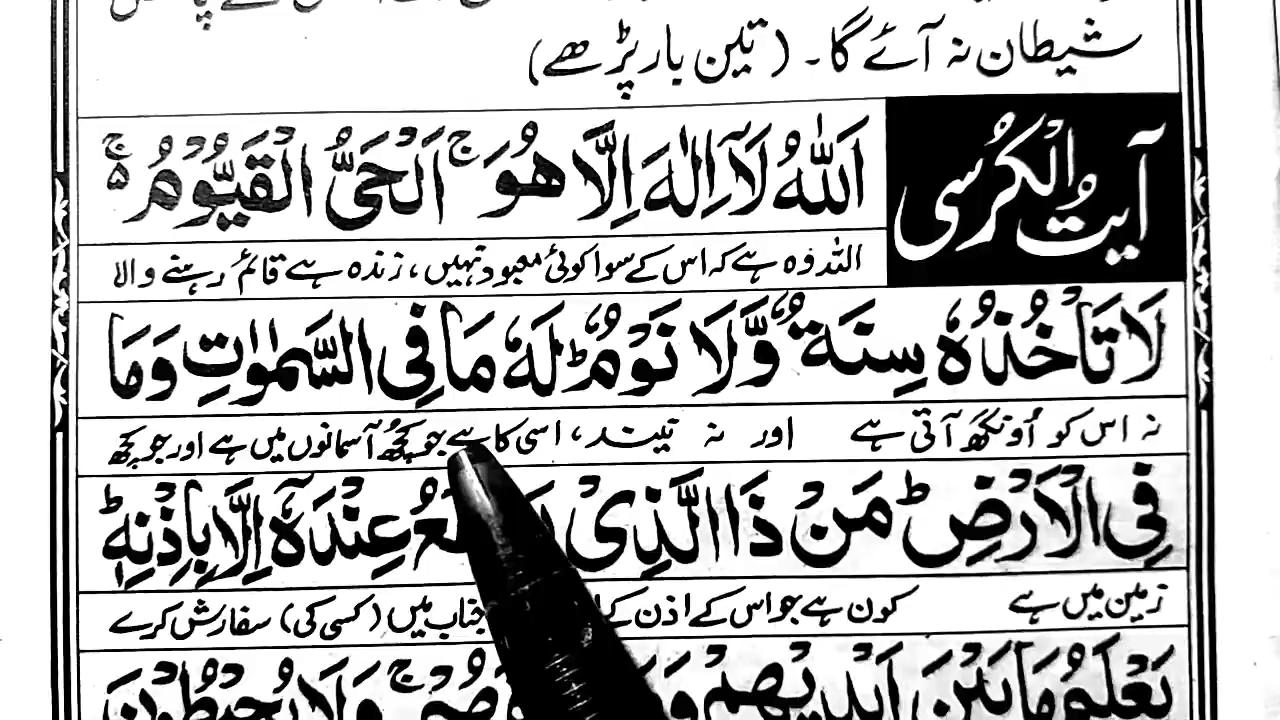 شیطان نہ آئے گا۔ (تین بار پڑھے)
آیتُ الْکُرْسِی
اَللّٰهُ لَاۤ اِلٰهَ اِلَّا هُوَ ۚ اَلْحَیُّ الْقَیُّوْمُ ۬ۚ
اللہ وہ ہے کہ اس کے سوا کوئی معبود نہیں، زندہ ہے قائم رہنے والا
لَا تَاْخُذُهٗ سِنَةٌ وَّلَا نَوْمٌ ؕ لَهٗ مَا فِی السَّمٰوٰتِ وَمَا
نہ اس کو اُونگھ آتی ہے اور نہ نیند، اسی کا ہے جو کچھ آسمانوں میں ہے اور جو کچھ
فِی الْاَرْضِ ؕ مَنْ ذَا الَّذِیْ عِنْدَهٗۤ اِلَّا بِاِذْنِهٖ ؕ
زمین میں ہے کون ہے جو اس کے اذن کے جناب میں (کسی کی) سفارش کرے
یَعْلَمُ مَا بَیْنَ اَیْدِیْهِمْ وَلَا یُحِیْطُوْنَ